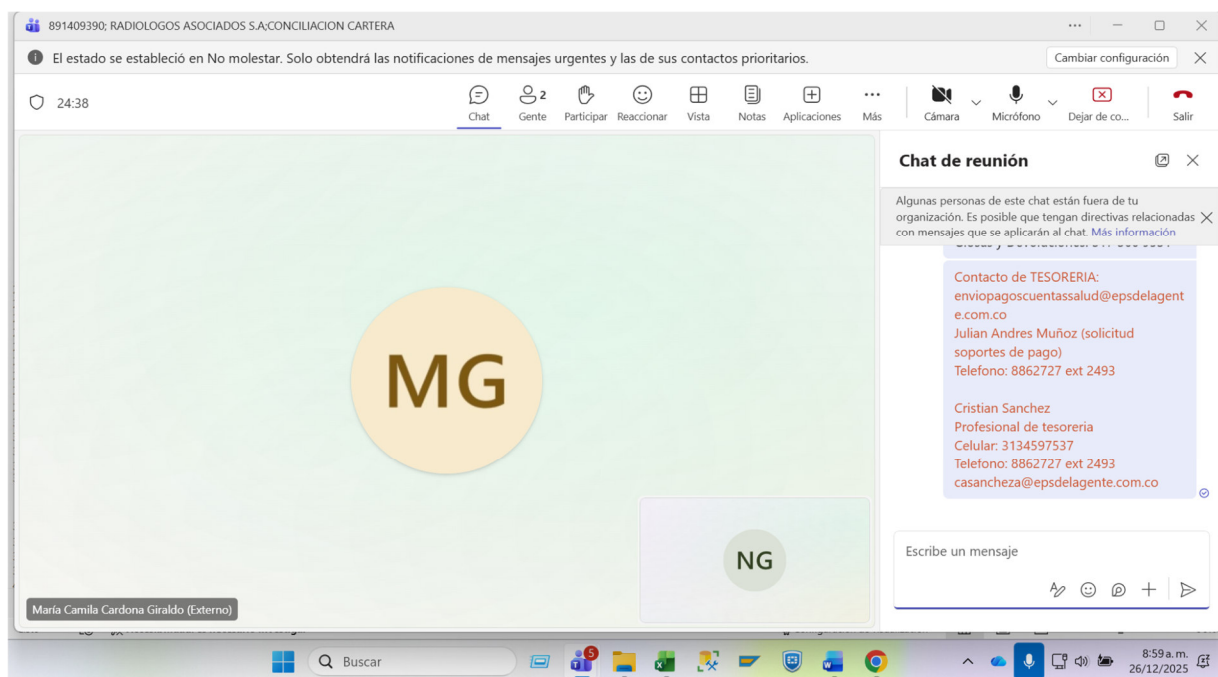 891409390; RADIOLOGOS ASOCIADOS S.A;CONCILIACION CARTERA
El estado se estableció en No molestar. Solo obtendrá las notificaciones de mensajes urgentes y las de sus contactos prioritarios.
Cambiar configuración
24:38
Chat
Gente 2
Participar
Reaccionar
Vista
Notas
Aplicaciones
Más
Cámara
Micrófono
Dejar de co...
Salir
MG
NG
María Camila Cardona Giraldo (Externo)
Chat de reunión
Algunas personas de este chat están fuera de tu
organización. Es posible que tengan directivas relacionadas
con mensajes que se aplicarán al chat. Más información
Contacto de TESORERIA:
enviopagoscuentassalud@epsdelagent
e.com.co
Julian Andres Muñoz (solicitud
soportes de pago)
Telefono: 8862727 ext 2493
Cristian Sanchez
Profesional de tesoreria
Celular: 3134597537
Telefono: 8862727 ext 2493
casancheza@epsdelagente.com.co
Escribe un mensaje
Buscar
5
8:59 a. m.
26/12/2025